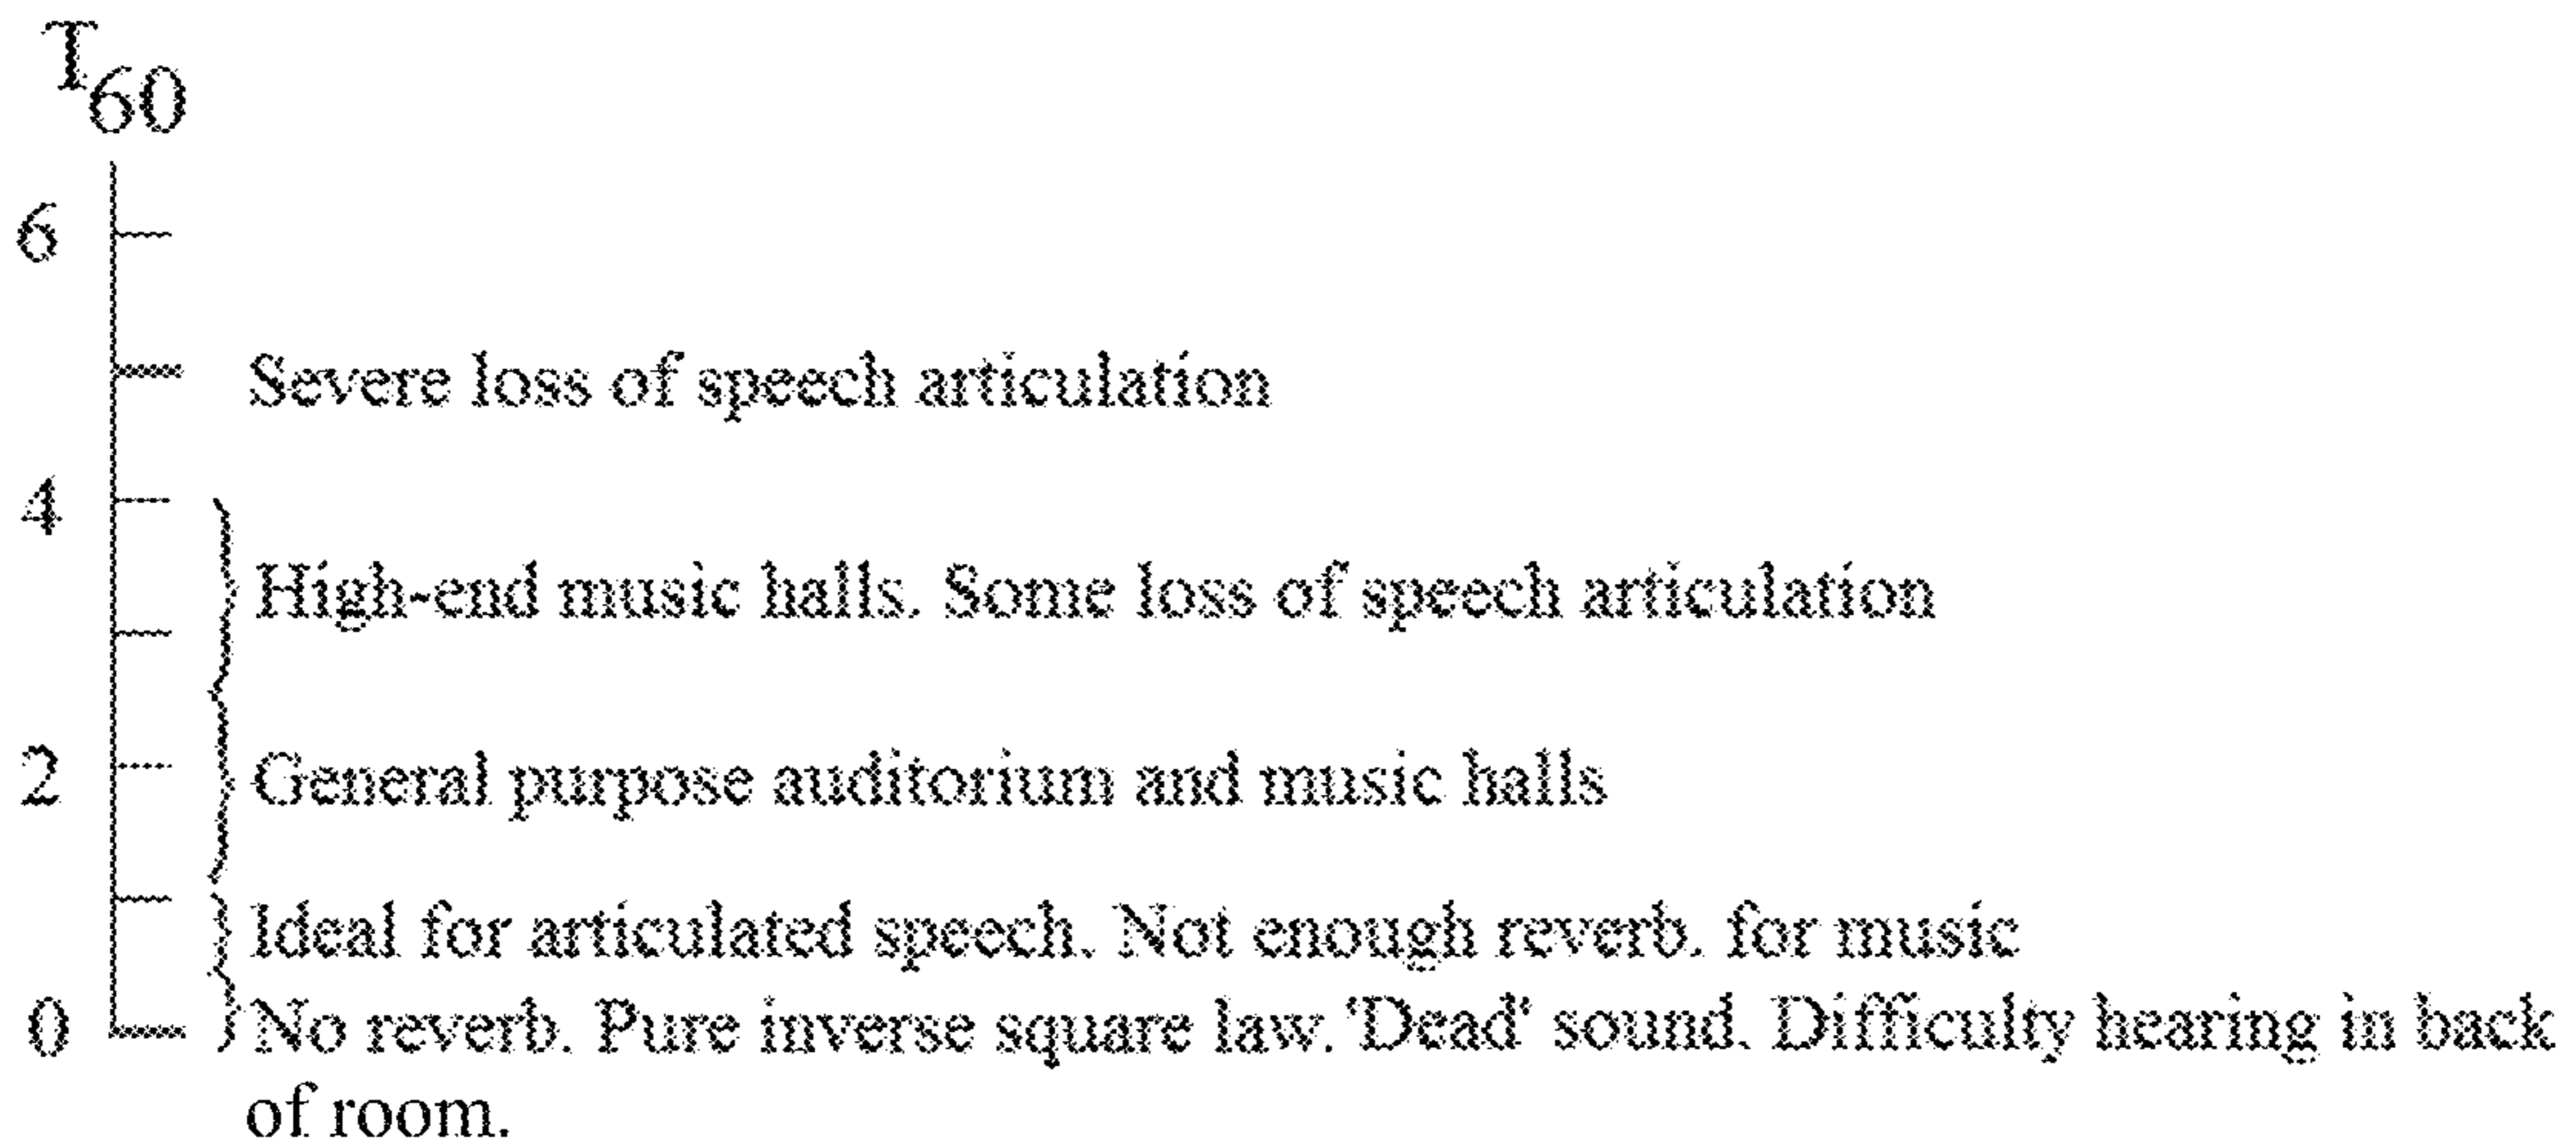 T60
6
Severe loss of speech articulation
4
High-end music halls. Some loss of speech articulation
2 General purpose auditorium and music halls
Ideal for articulated speech. Not enough reverb. for music
0 No reverb. Pure inverse square law. 'Dead' sound. Difficulty hearing in back
of room.